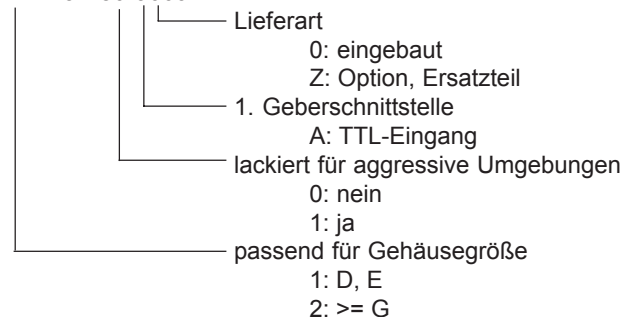 Lieferart
0: eingebaut
Z: Option, Ersatzteil
1. Geberschnittstelle
A: TTL-Eingang
lackiert für aggressive Umgebungen
0: nein
1: ja
passend für Gehäusegröße
1: D, E
2: >= G